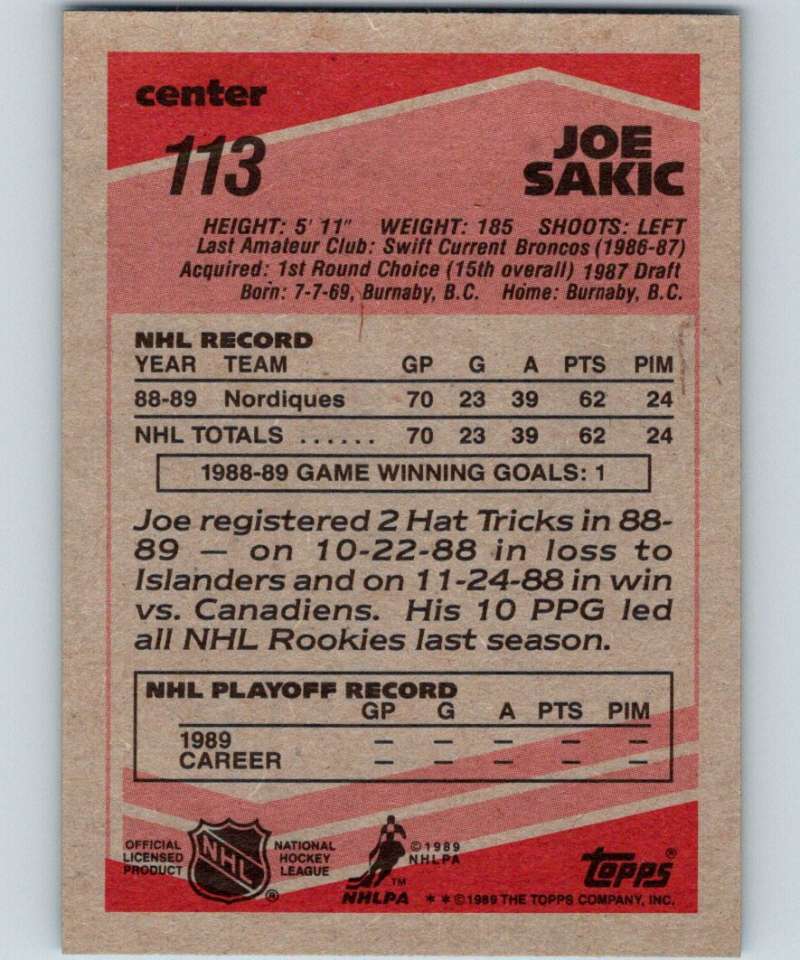 center
113
JOE
SAKIC
HEIGHT: 5' 11" WEIGHT: 185 SHOOTS: LEFT
Last Amateur Club: Swift Current Broncos (1986-87)
Acquired: 1st Round Choice (15th overall) 1987 Draft
Born: 7-7-69, Burnaby, B.C. Home: Burnaby, B.C.
NHL RECORD
YEAR TEAM GP G A PTS PIM
88-89 Nordiques 70 23 39 62 24
NHL TOTALS ...... 70 23 39 62 24
1988-89 GAME WINNING GOALS: 1
Joe registered 2 Hat Tricks in 88-
89 — on 10-22-88 in loss to
Islanders and on 11-24-88 in win
vs. Canadiens. His 10 PPG led
all NHL Rookies last season.
NHL PLAYOFF RECORD
GP G A PTS PIM
1989 — — — — —
CAREER — — — — —
OFFICIAL
LICENSED
PRODUCT
NHL
®
NATIONAL
HOCKEY
LEAGUE
©1989
NHLPA
TM
NHLPA
topps®
**©1989 THE TOPPS COMPANY, INC.